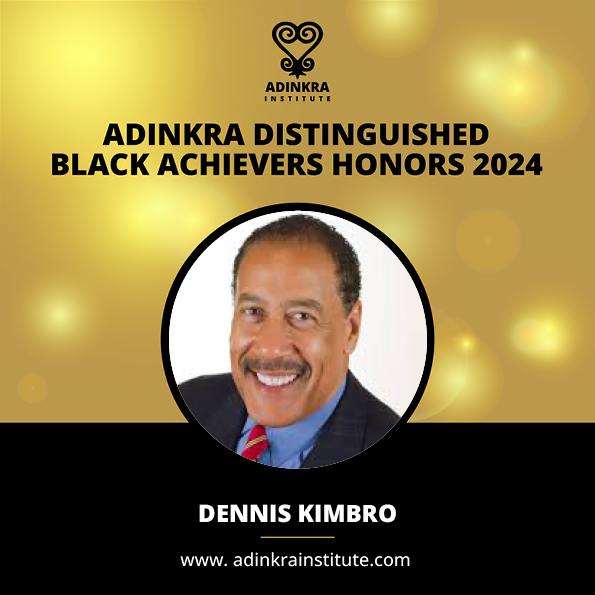 ADINKRA
INSTITUTE
ADINKRA DISTINGUISHED
BLACK ACHIEVERS HONORS 2024
DENNIS KIMBRO
www. adinkrainstitute.com